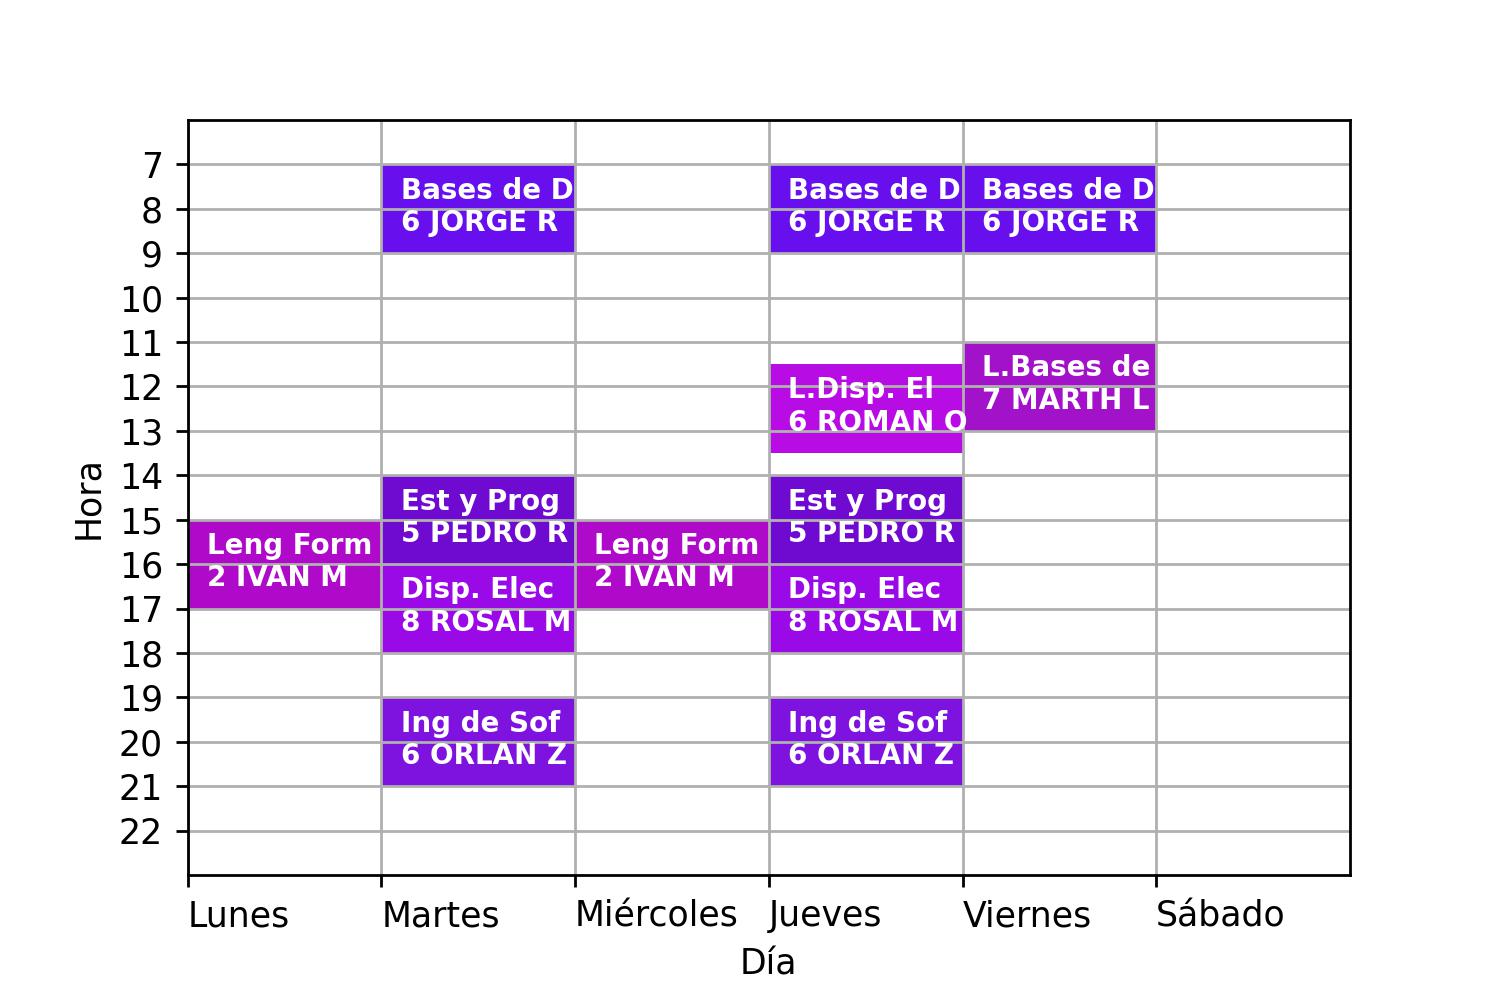 7
8
9
10
11
12
13
14
15
16
17
18
19
20
21
22
Hora
Bases de D
6 JORGE R
Bases de D
6 JORGE R
Bases de D
6 JORGE R
L.Disp. El
6 ROMAN O
L.Bases de
7 MARTH L
Est y Prog
5 PEDRO R
Est y Prog
5 PEDRO R
Leng Form
2 IVAN M
Leng Form
2 IVAN M
Disp. Elec
8 ROSAL M
Disp. Elec
8 ROSAL M
Ing de Sof
6 ORLAN Z
Ing de Sof
6 ORLAN Z
Lunes
Martes
Miércoles
Jueves
Viernes
Sábado
Día